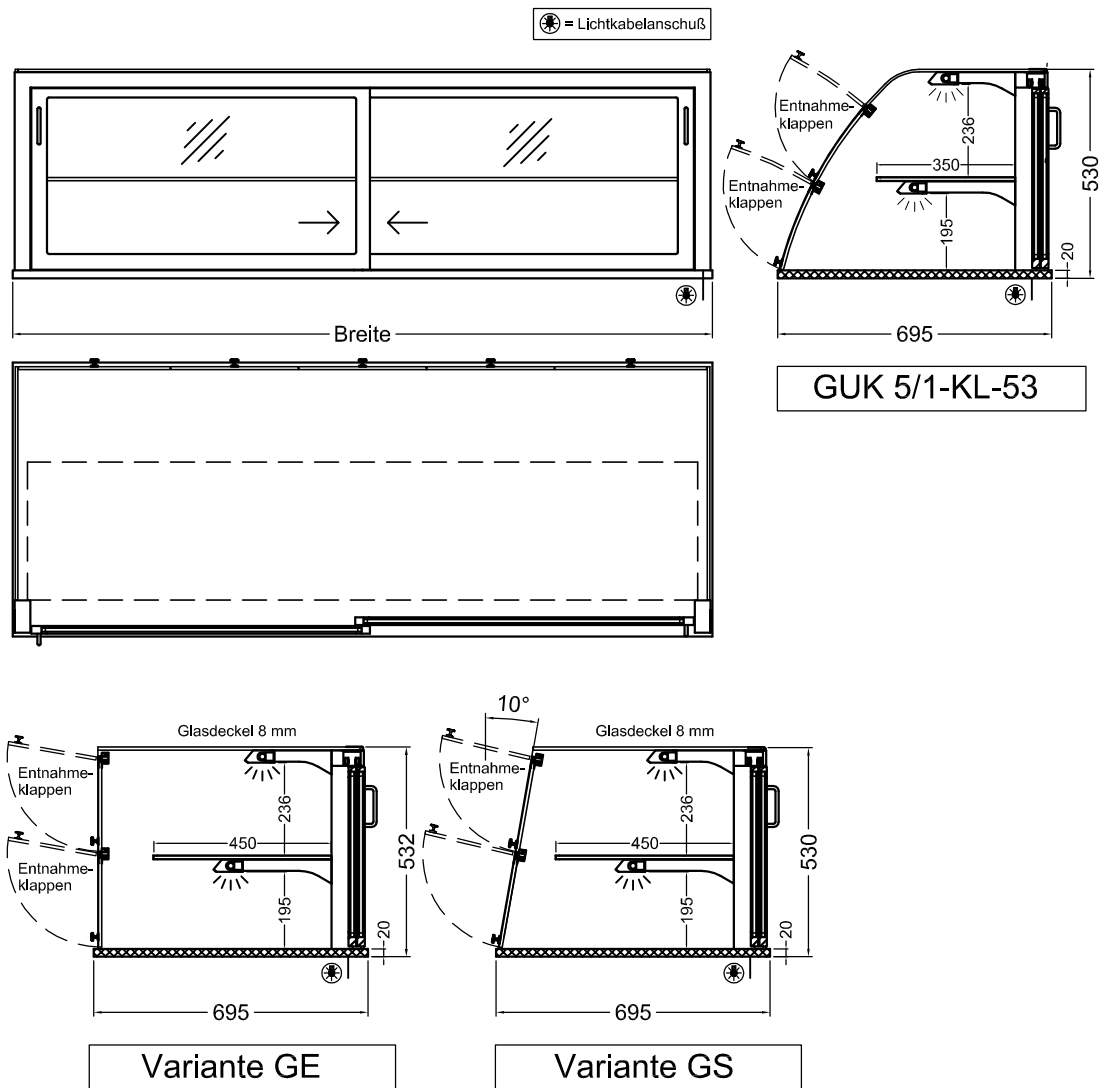 = Lichtkabelanschuß
Entnahme-
klappen
Entnahme-
klappen
236
350
195
530
20
Breite
695
GUK 5/1-KL-53
10°
Glasdeckel 8 mm
Entnahme-
klappen
Entnahme-
klappen
236
450
195
532
20
695
Variante GE
Glasdeckel 8 mm
Entnahme-
klappen
236
450
195
530
20
695
Variante GS